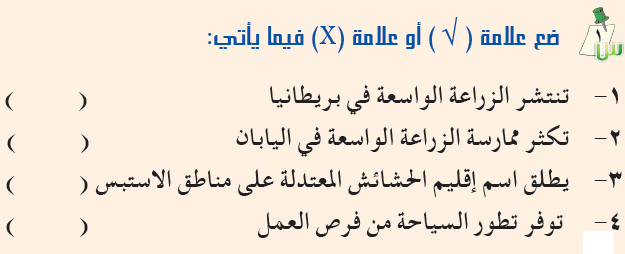 س١ ضع علامة ( √ ) أو علامة (X) فيما يأتي:
١- تنتشر الزراعة الواسعة في بريطانيا ( )
٢- تكثر ممارسة الزراعة الواسعة في اليابان ( )
٣- يطلق اسم إقليم الحشائش المعتدلة على مناطق الاستبس ( )
٤- توفر تطور السياحة من فرص العمل ( )